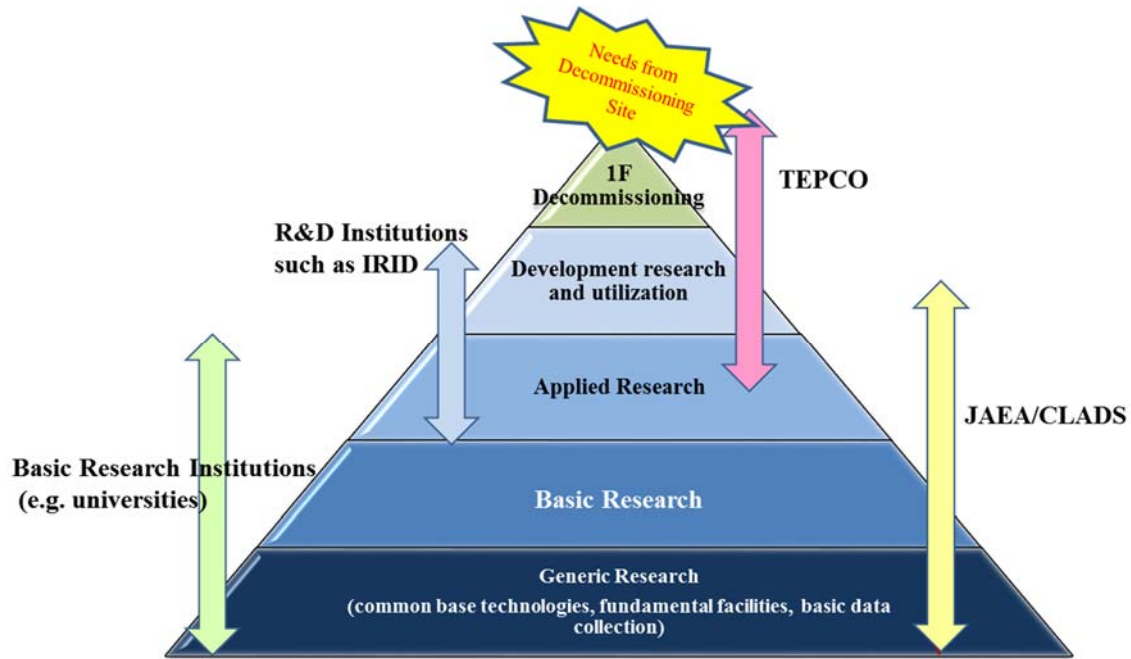 Needs from
Decommissioning
Site
1F
Decommissioning
TEPCO
R&D Institutions
such as IRID
Development research
and utilization
Applied Research
JAEA/CLADS
Basic Research Institutions
(e.g. universities)
Basic Research
Generic Research
(common base technologies, fundamental facilities, basic data
collection)